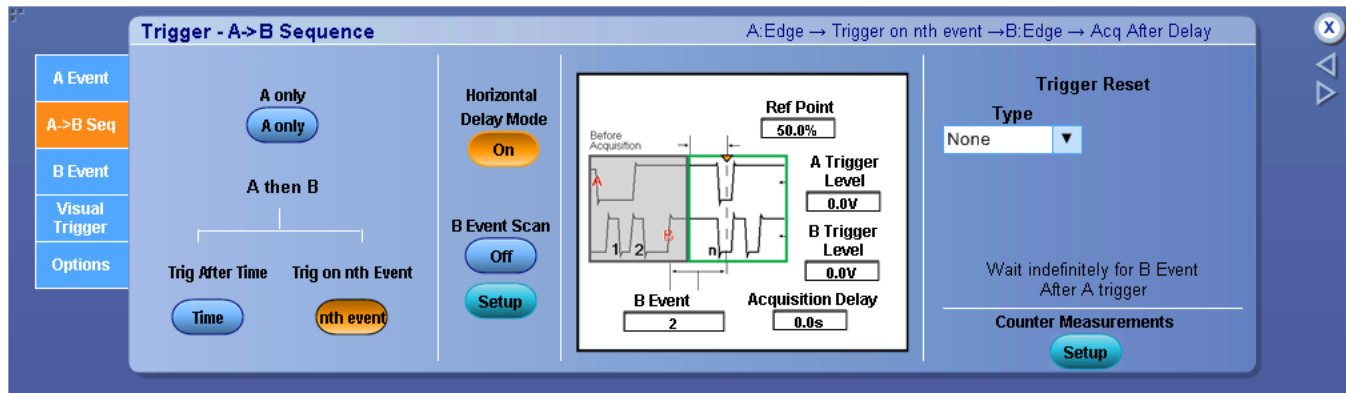 Trigger - A->B Sequence
A:Edge → Trigger on nth event →B:Edge → Acq After Delay
X
A Event
A->B Seq
B Event
Visual
Trigger
Options
A only
A only
A then B
Trig After Time
Trig on nth Event
Time
nth event
Horizontal
Delay Mode
On
B Event Scan
Off
Setup
Ref Point
50.0%
Before
Acquisition
A
B
1
2
n
A Trigger
Level
0.0V
B Trigger
Level
0.0V
B Event
2
Acquisition Delay
0.0s
Trigger Reset
Type
None
Wait indefinitely for B Event
After A trigger
Counter Measurements
Setup